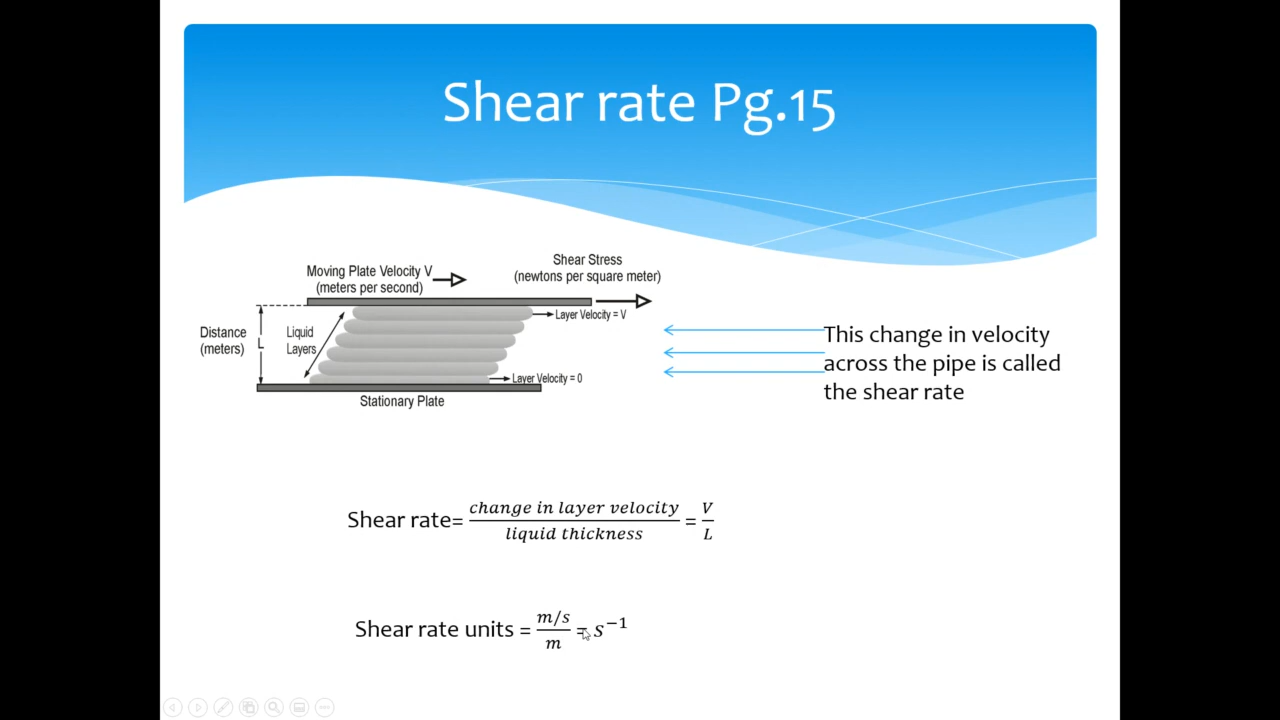 Shear rate Pg.15
Shear Stress
(newtons per square meter)
Moving Plate Velocity V
(meters per second)
Layer Velocity = V
Distance
(meters)
L
Liquid
Layers
Layer Velocity = 0
Stationary Plate
This change in velocity
across the pipe is called
the shear rate
Shear rate= change in layer velocity / liquid thickness = V / L
Shear rate units = m/s / m = s⁻¹